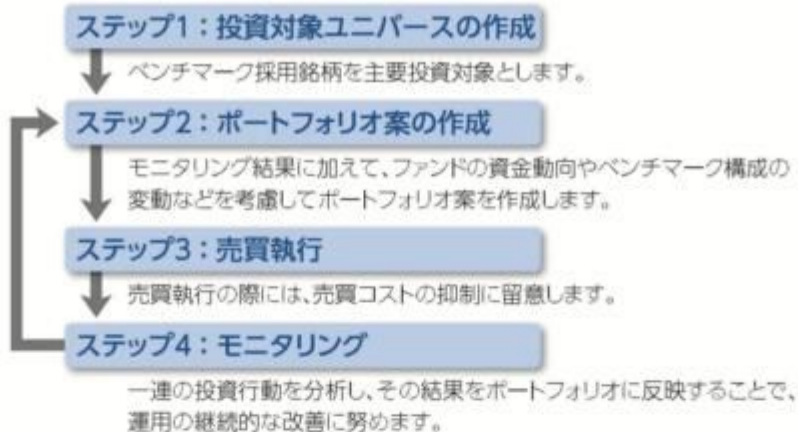 ステップ1：投資対象ユニバースの作成
ベンチマーク採用銘柄を主要投資対象とします。
ステップ2：ポートフォリオ案の作成
モニタリング結果に加えて、ファンドの資金動向やベンチマーク構成の
変動などを考慮してポートフォリオ案を作成します。
ステップ3：売買執行
売買執行の際には、売買コストの抑制に留意します。
ステップ4：モニタリング
一連の投資行動を分析し、その結果をポートフォリオに反映することで、
運用の継続的な改善に努めます。